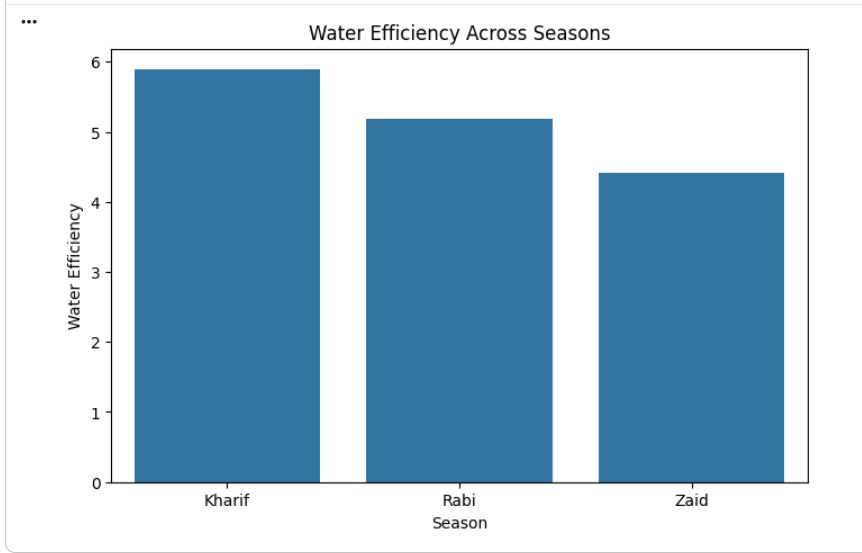 ...
Water Efficiency Across Seasons
6
5
4
3
2
1
0
Water Efficiency
Kharif
Rabi
Zaid
Season